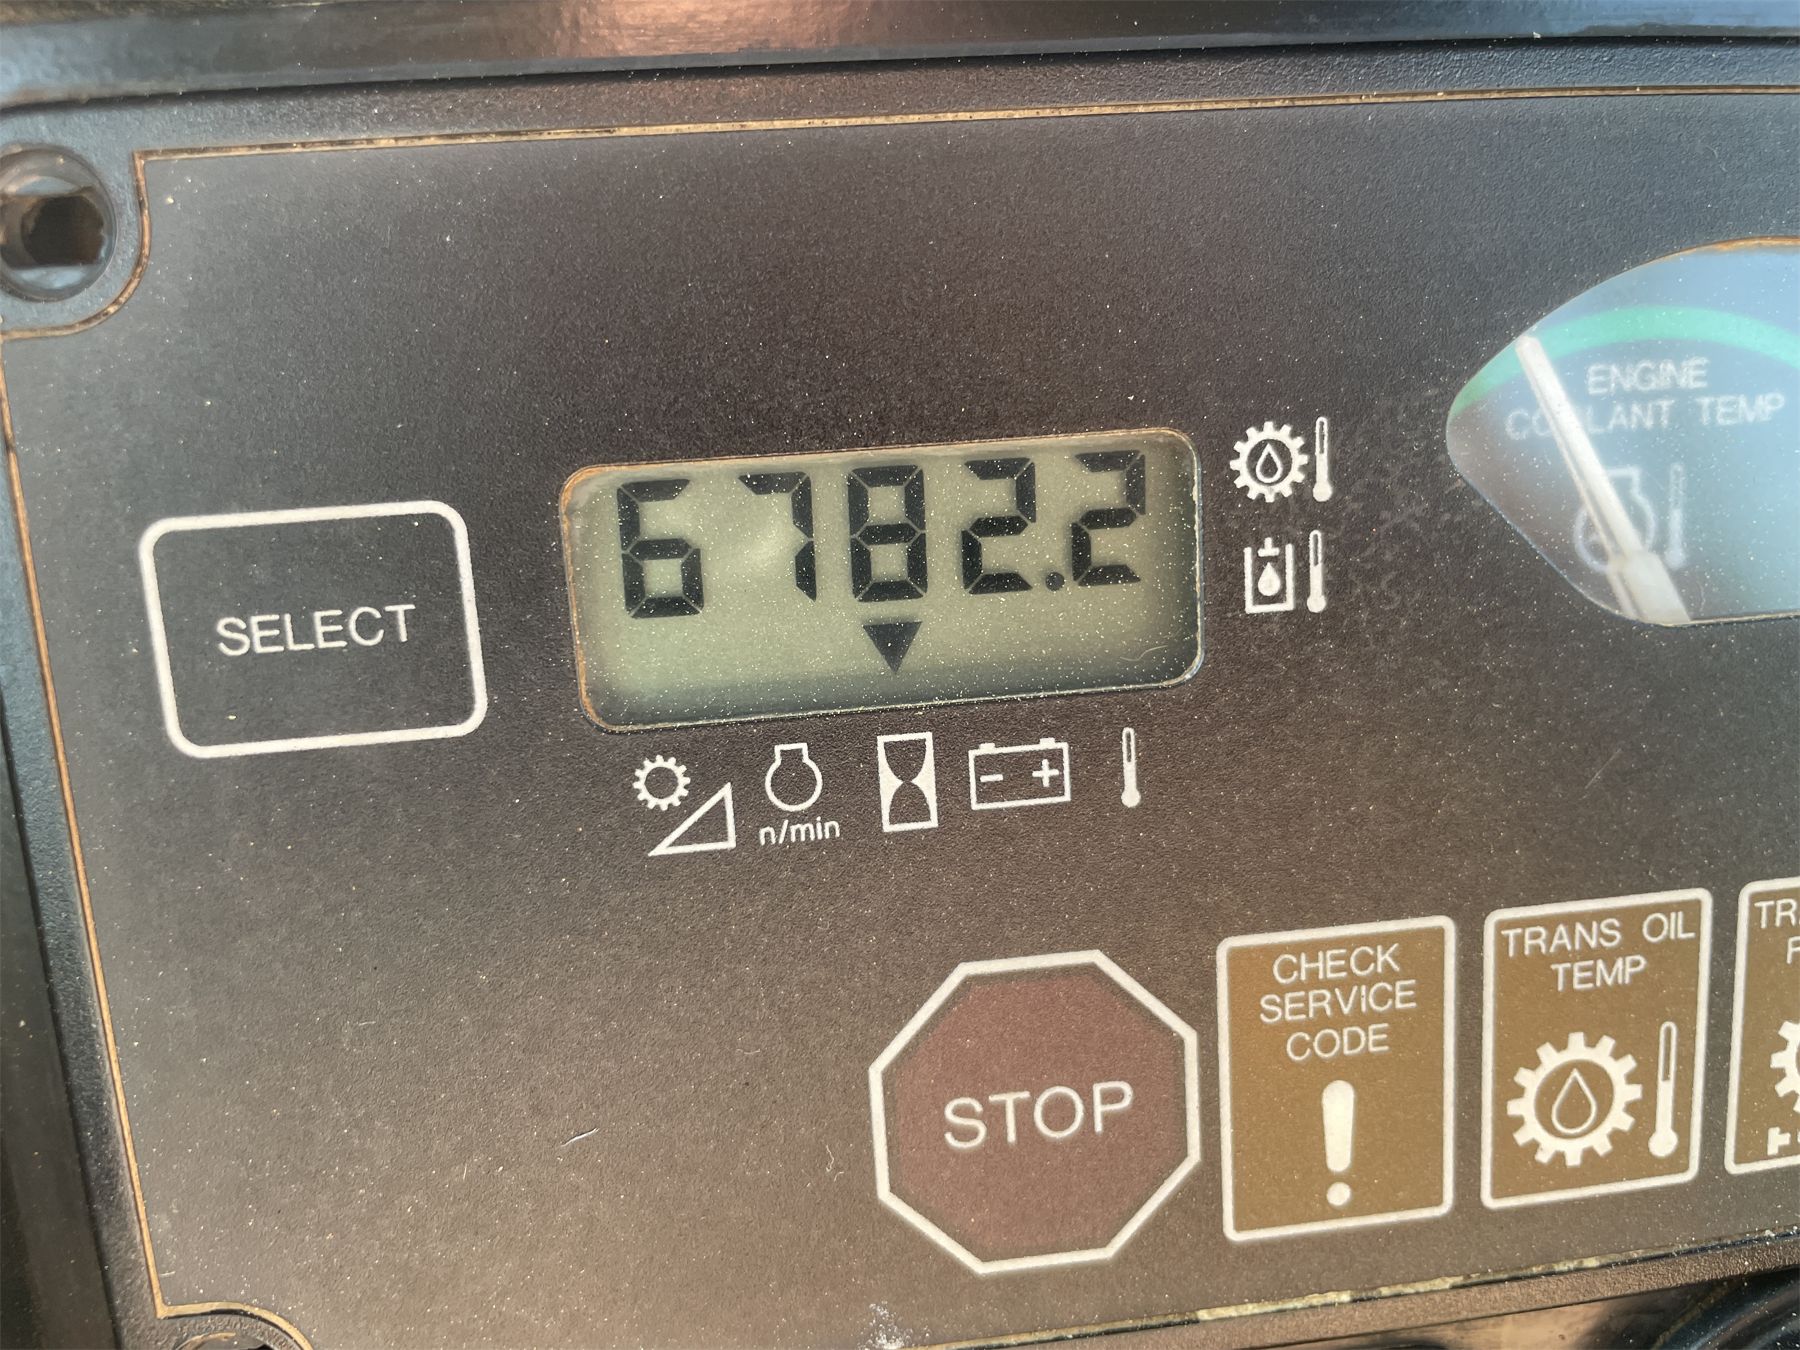 6782.2
SELECT
n/min
ENGINE
COOLANT TEMP
STOP
CHECK
SERVICE
CODE
!
TRANS OIL
TEMP